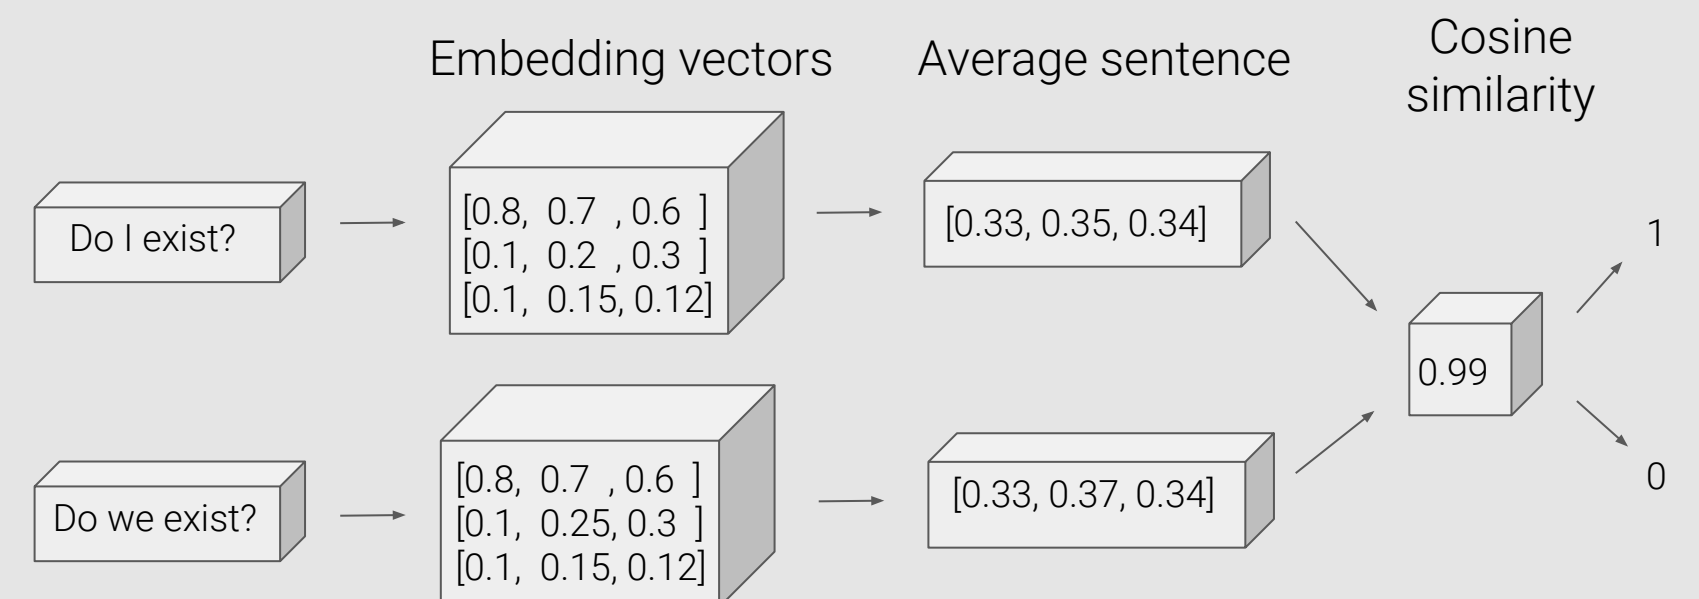 Embedding vectors
Average sentence
Cosine
similarity
Do I exist?
[0.8, 0.7 , 0.6 ]
[0.1, 0.2 , 0.3 ]
[0.1, 0.15, 0.12]
[0.33, 0.35, 0.34]
1
0.99
0
Do we exist?
[0.8, 0.7 , 0.6 ]
[0.1, 0.25, 0.3 ]
[0.1, 0.15, 0.12]
[0.33, 0.37, 0.34]